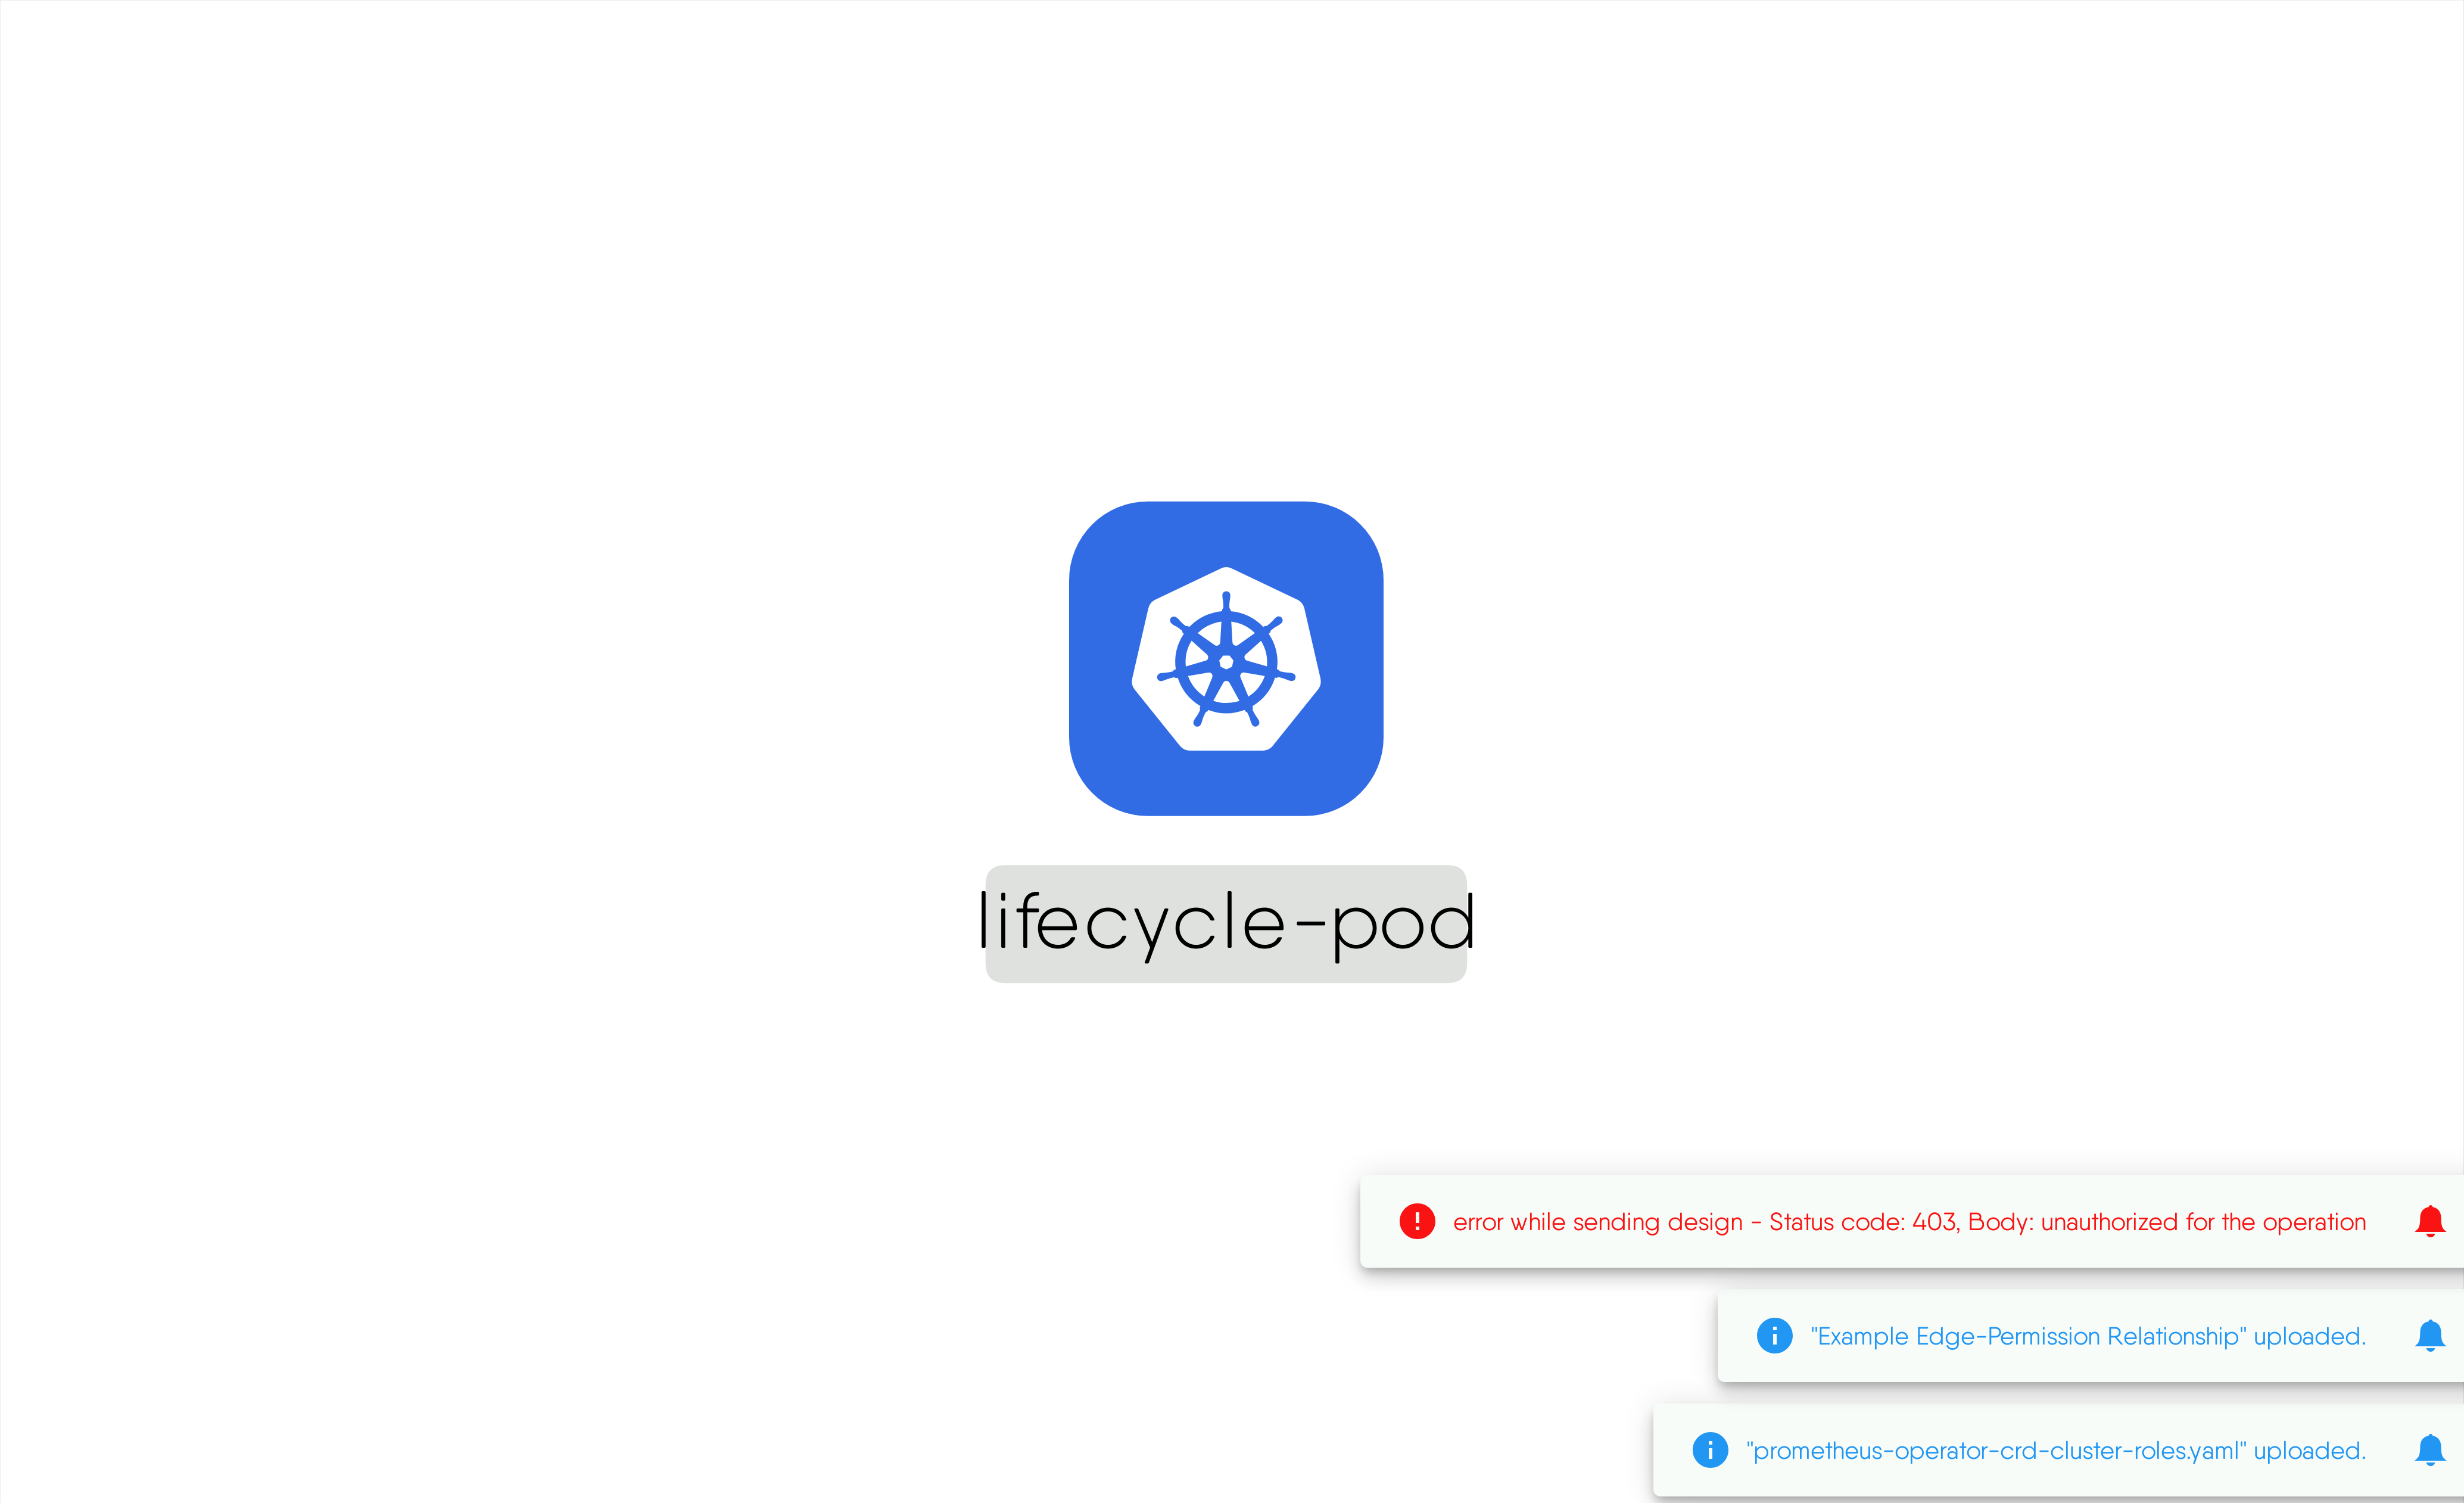 lifecycle-pod
error while sending design - Status code: 403, Body: unauthorized for the operation
"Example Edge-Permission Relationship" uploaded.
"prometheus-operator-crd-cluster-roles.yaml" uploaded.